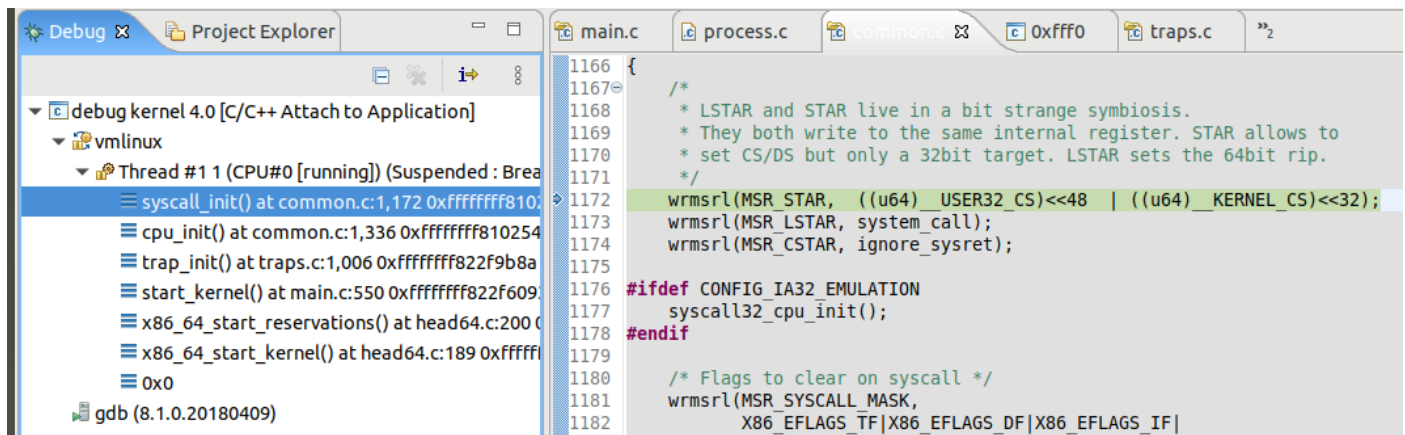 Debug
Project Explorer
main.c
process.c
common.c
0xfff0
traps.c
»2
i
debug kernel 4.0 [C/C++ Attach to Application]
vmlinux
Thread #1 1 (CPU#0 [running]) (Suspended : Brea
syscall_init() at common.c:1,172 0xffffffff8102
cpu_init() at common.c:1,336 0xffffffff810254
trap_init() at traps.c:1,006 0xffffffff822f9b8a
start_kernel() at main.c:550 0xffffffff822f609
x86_64_start_reservations() at head64.c:200 0
x86_64_start_kernel() at head64.c:189 0xffffff
0x0
gdb (8.1.0.20180409)
1166 {
1167 /*
1168 * LSTAR and STAR live in a bit strange symbiosis.
1169 * They both write to the same internal register. STAR allows to
1170 * set CS/DS but only a 32bit target. LSTAR sets the 64bit rip.
1171 */
1172 wrmsrl(MSR_STAR, ((u64)__USER32_CS)<<48 | ((u64)__KERNEL_CS)<<32);
1173 wrmsrl(MSR_LSTAR, system_call);
1174 wrmsrl(MSR_CSTAR, ignore_sysret);
1175
1176 #ifdef CONFIG_IA32_EMULATION
1177 syscall32_cpu_init();
1178 #endif
1179
1180 /* Flags to clear on syscall */
1181 wrmsrl(MSR_SYSCALL_MASK,
1182 X86_EFLAGS_TF|X86_EFLAGS_DF|X86_EFLAGS_IF|